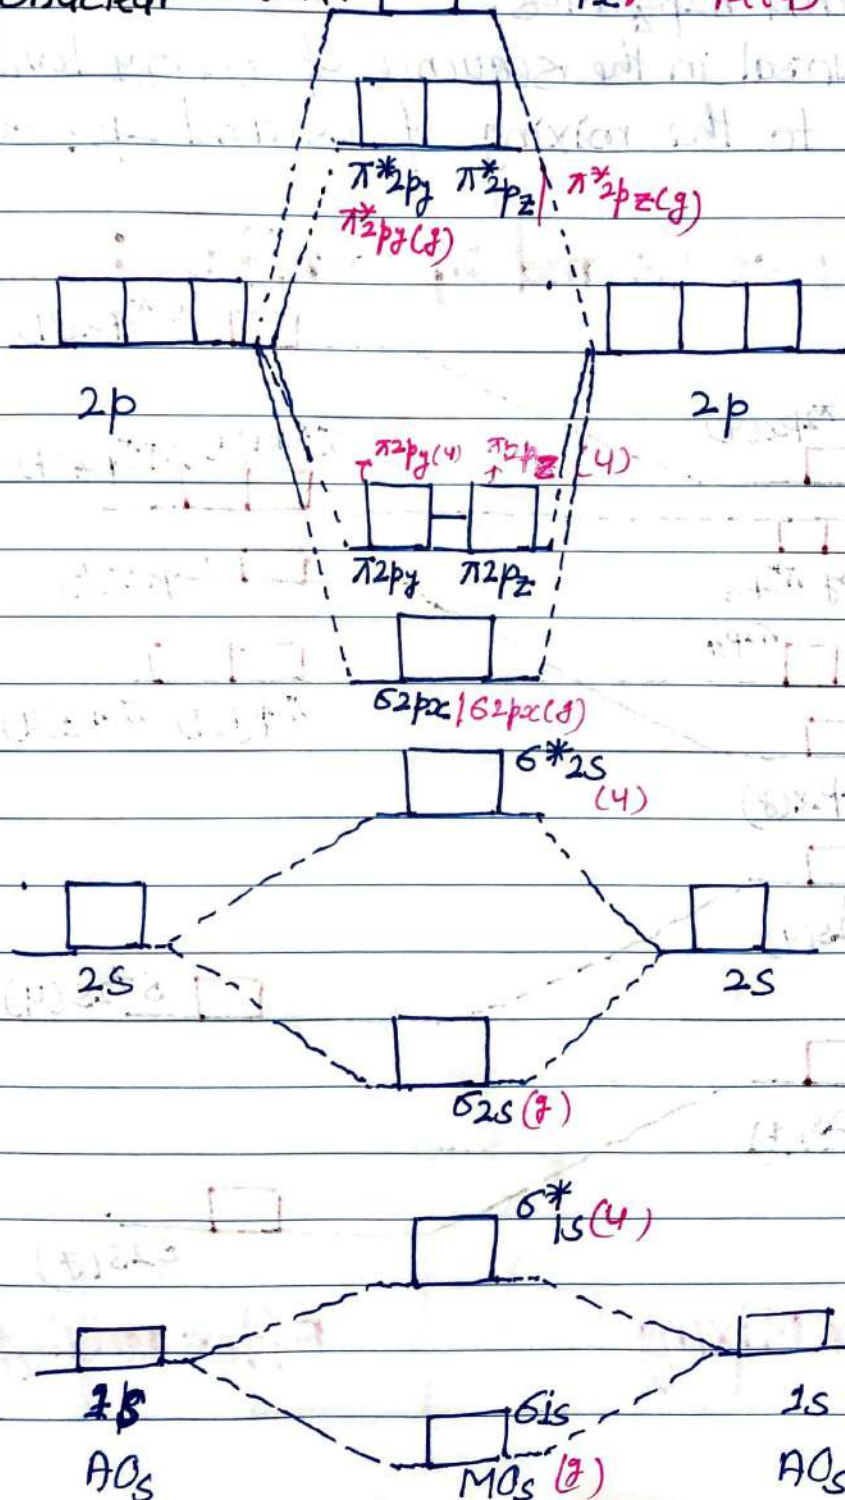 π*2py π*2pz | π*2pz(g)
π*2py(g)
2p 2p
π2py(4) π2pz (4)
π2py π2pz
σ2px | σ2px(g)
σ*2s
(4)
2s 2s
σ2s(g)
σ*1s(4)
1s σ1s 1s
AOs MOs (g) AOs